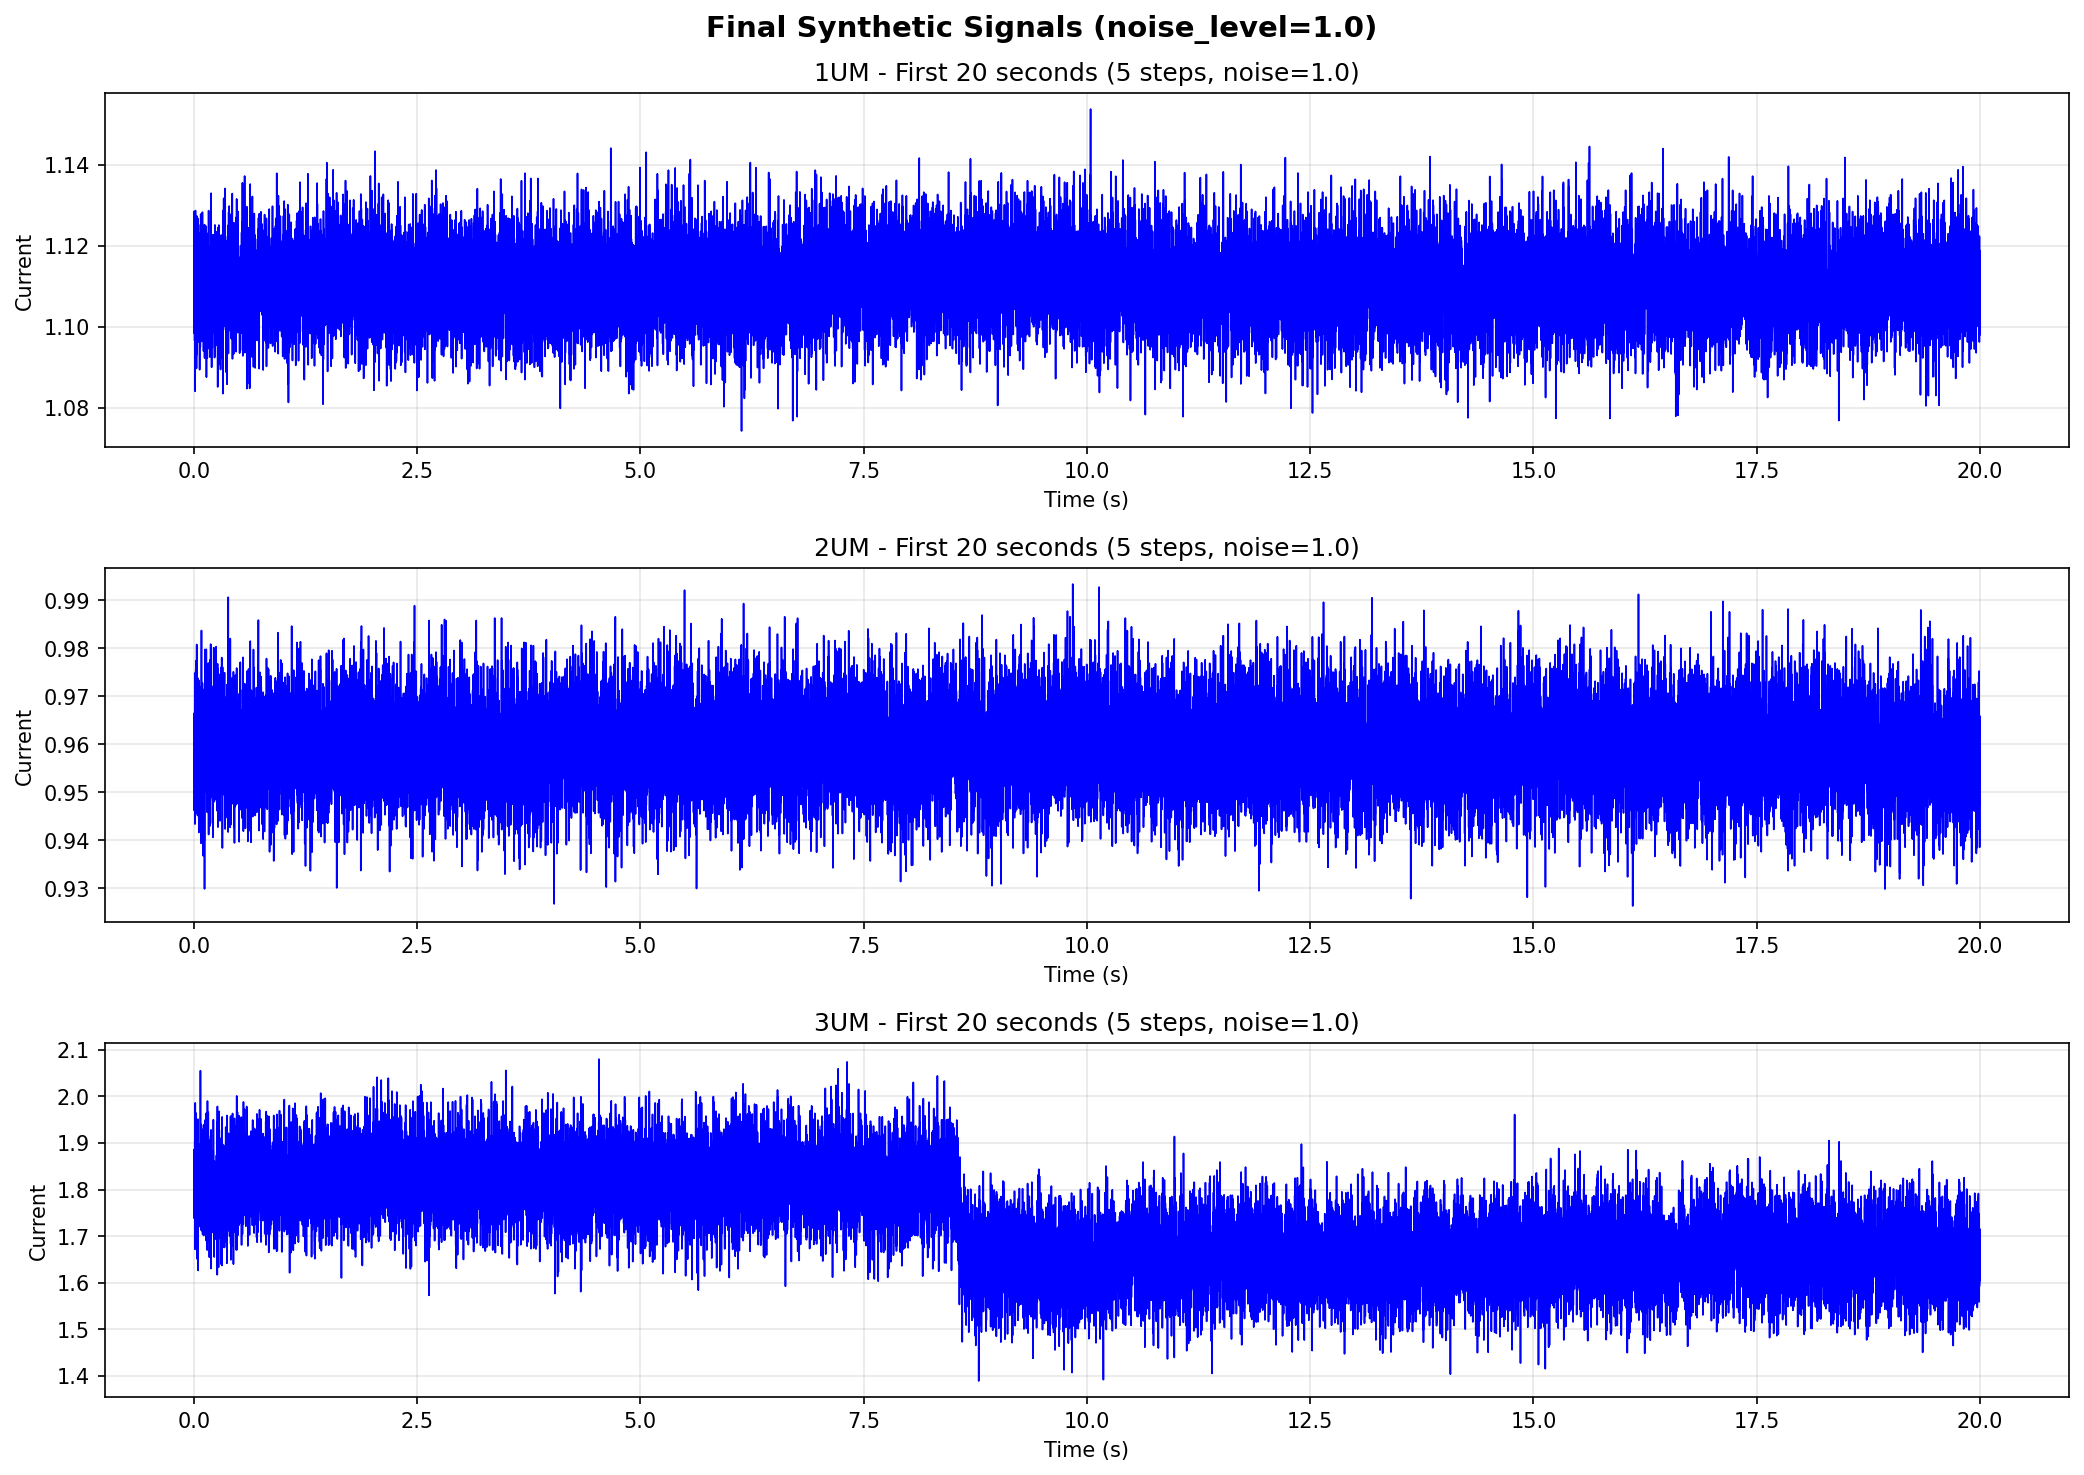 Final Synthetic Signals (noise_level=1.0)
1UM - First 20 seconds (5 steps, noise=1.0)
Current
1.14
1.12
1.10
1.08
0.0 2.5 5.0 7.5 10.0 12.5 15.0 17.5 20.0
Time (s)
2UM - First 20 seconds (5 steps, noise=1.0)
Current
0.99
0.98
0.97
0.96
0.95
0.94
0.93
0.0 2.5 5.0 7.5 10.0 12.5 15.0 17.5 20.0
Time (s)
3UM - First 20 seconds (5 steps, noise=1.0)
Current
2.1
2.0
1.9
1.8
1.7
1.6
1.5
1.4
0.0 2.5 5.0 7.5 10.0 12.5 15.0 17.5 20.0
Time (s)